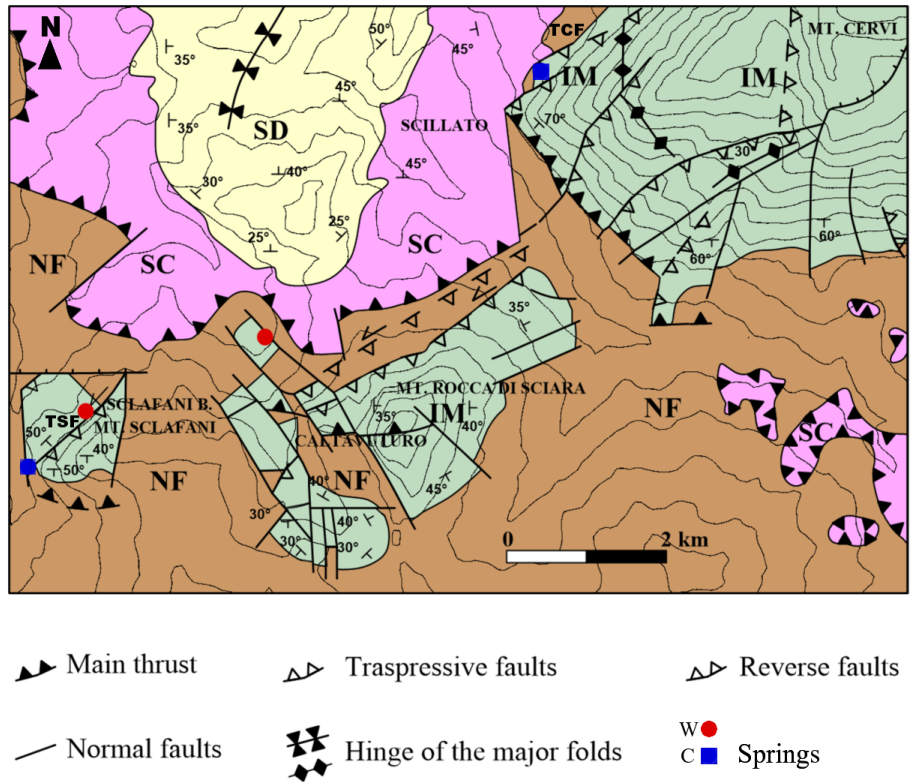 50°
TCF
N
MT. CERVI
45°
35°
IM
IM
45°
35°
SD
SCILLATO
70°
40°
45°
30
30°
25°
25°
60°
SC
60°
NF
SC
35°
MT. ROCCA DI SCIARA
SCLAFANI B.
NF
TSF
MT. SCLAFANI
35°
IM
40°
SC
50°
CALTAVUTURO
40°
50°
NF
40°
NF
45°
30°
40°
30°
30°
0
2 km
Main thrust
Traspressive faults
Reverse faults
W
Normal faults
Hinge of the major folds
C
Springs